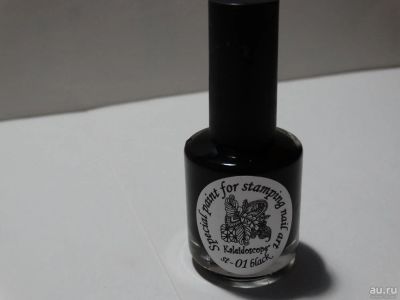 Special paint for stamping nail art
Kaleidoscope
st-01 black
au.ru